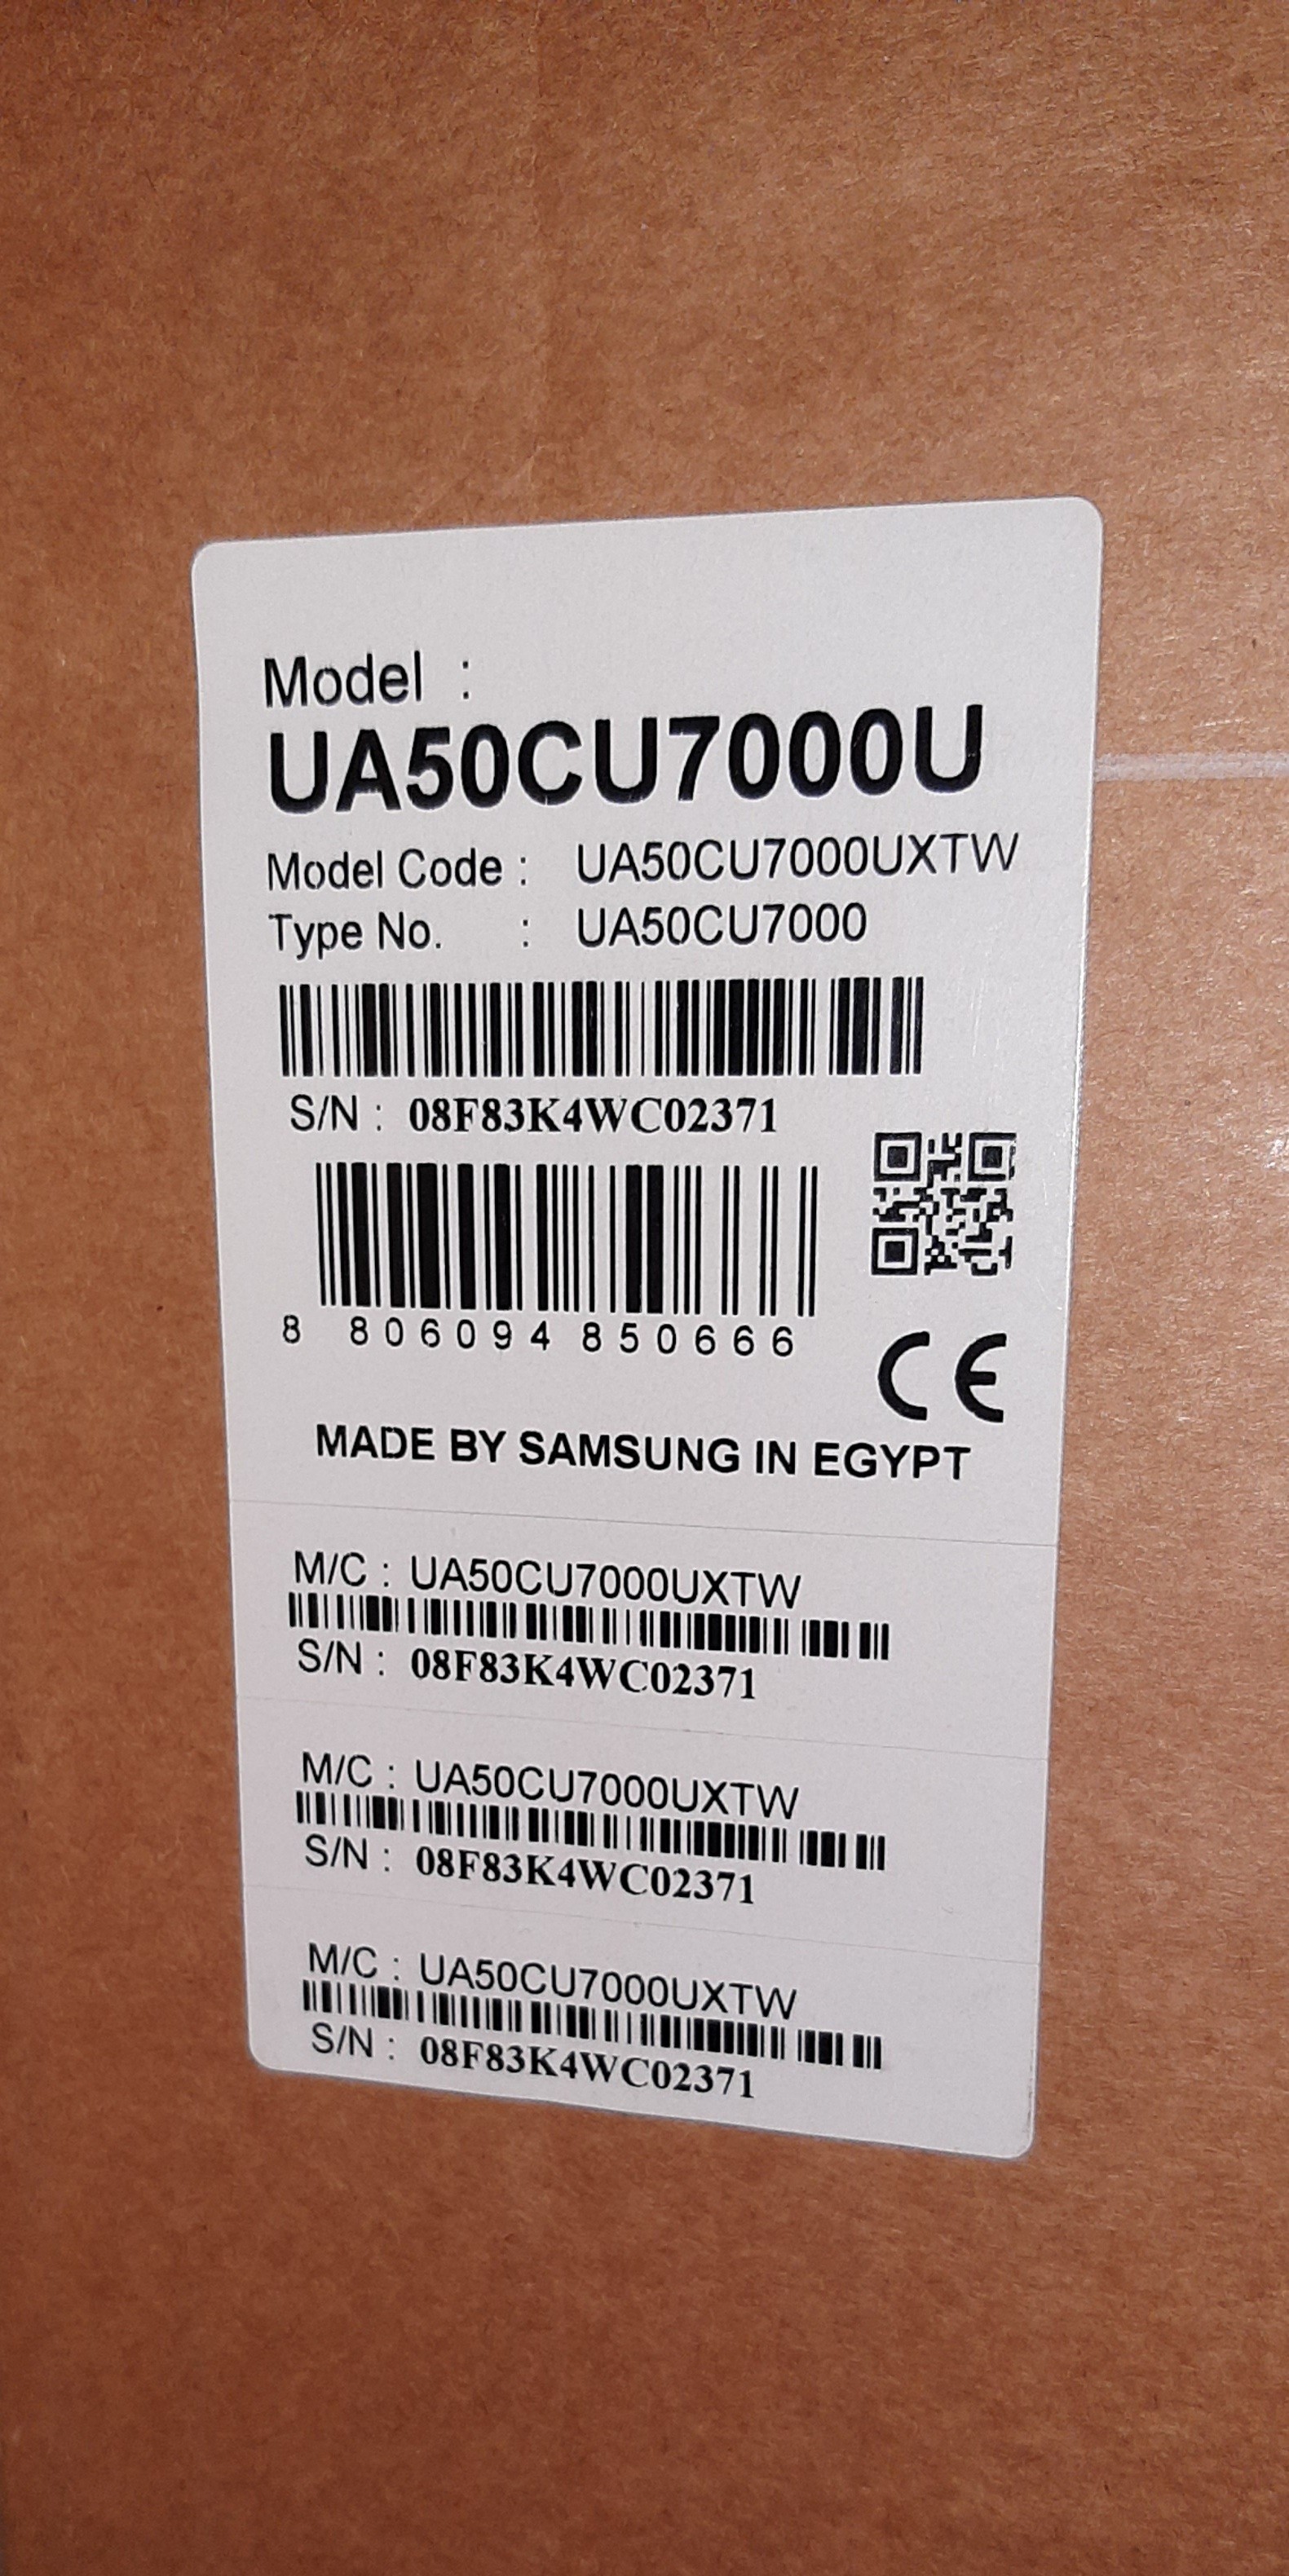 Model :
UA50CU7000U
Model Code : UA50CU7000UXTW
Type No. : UA50CU7000
S/N : 08F83K4WC02371
8 806094 850666
CE
MADE BY SAMSUNG IN EGYPT
M/C : UA50CU7000UXTW
S/N : 08F83K4WC02371
M/C : UA50CU7000UXTW
S/N : 08F83K4WC02371
M/C : UA50CU7000UXTW
S/N : 08F83K4WC02371